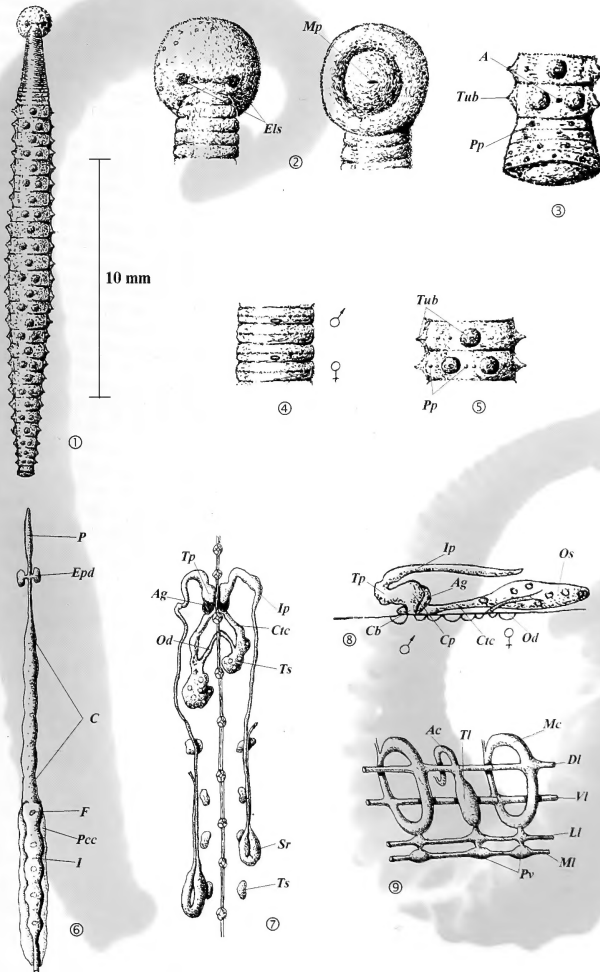 Mp
A
Tub
Pp
Els
②
③
10 mm
Tub
♂
♀
Pp
④
⑤
①
P
Epd
C
F
Pcc
I
⑥
Tp
Ag
Od
Ip
Ctc
Ts
Sr
Ts
⑦
Ip
Os
Tp
Ag
Cb
Cp
Ctc
Od
⑧
♂
♀
Ac
Tl
Mc
Dl
Vl
Ll
Ml
Pv
⑨